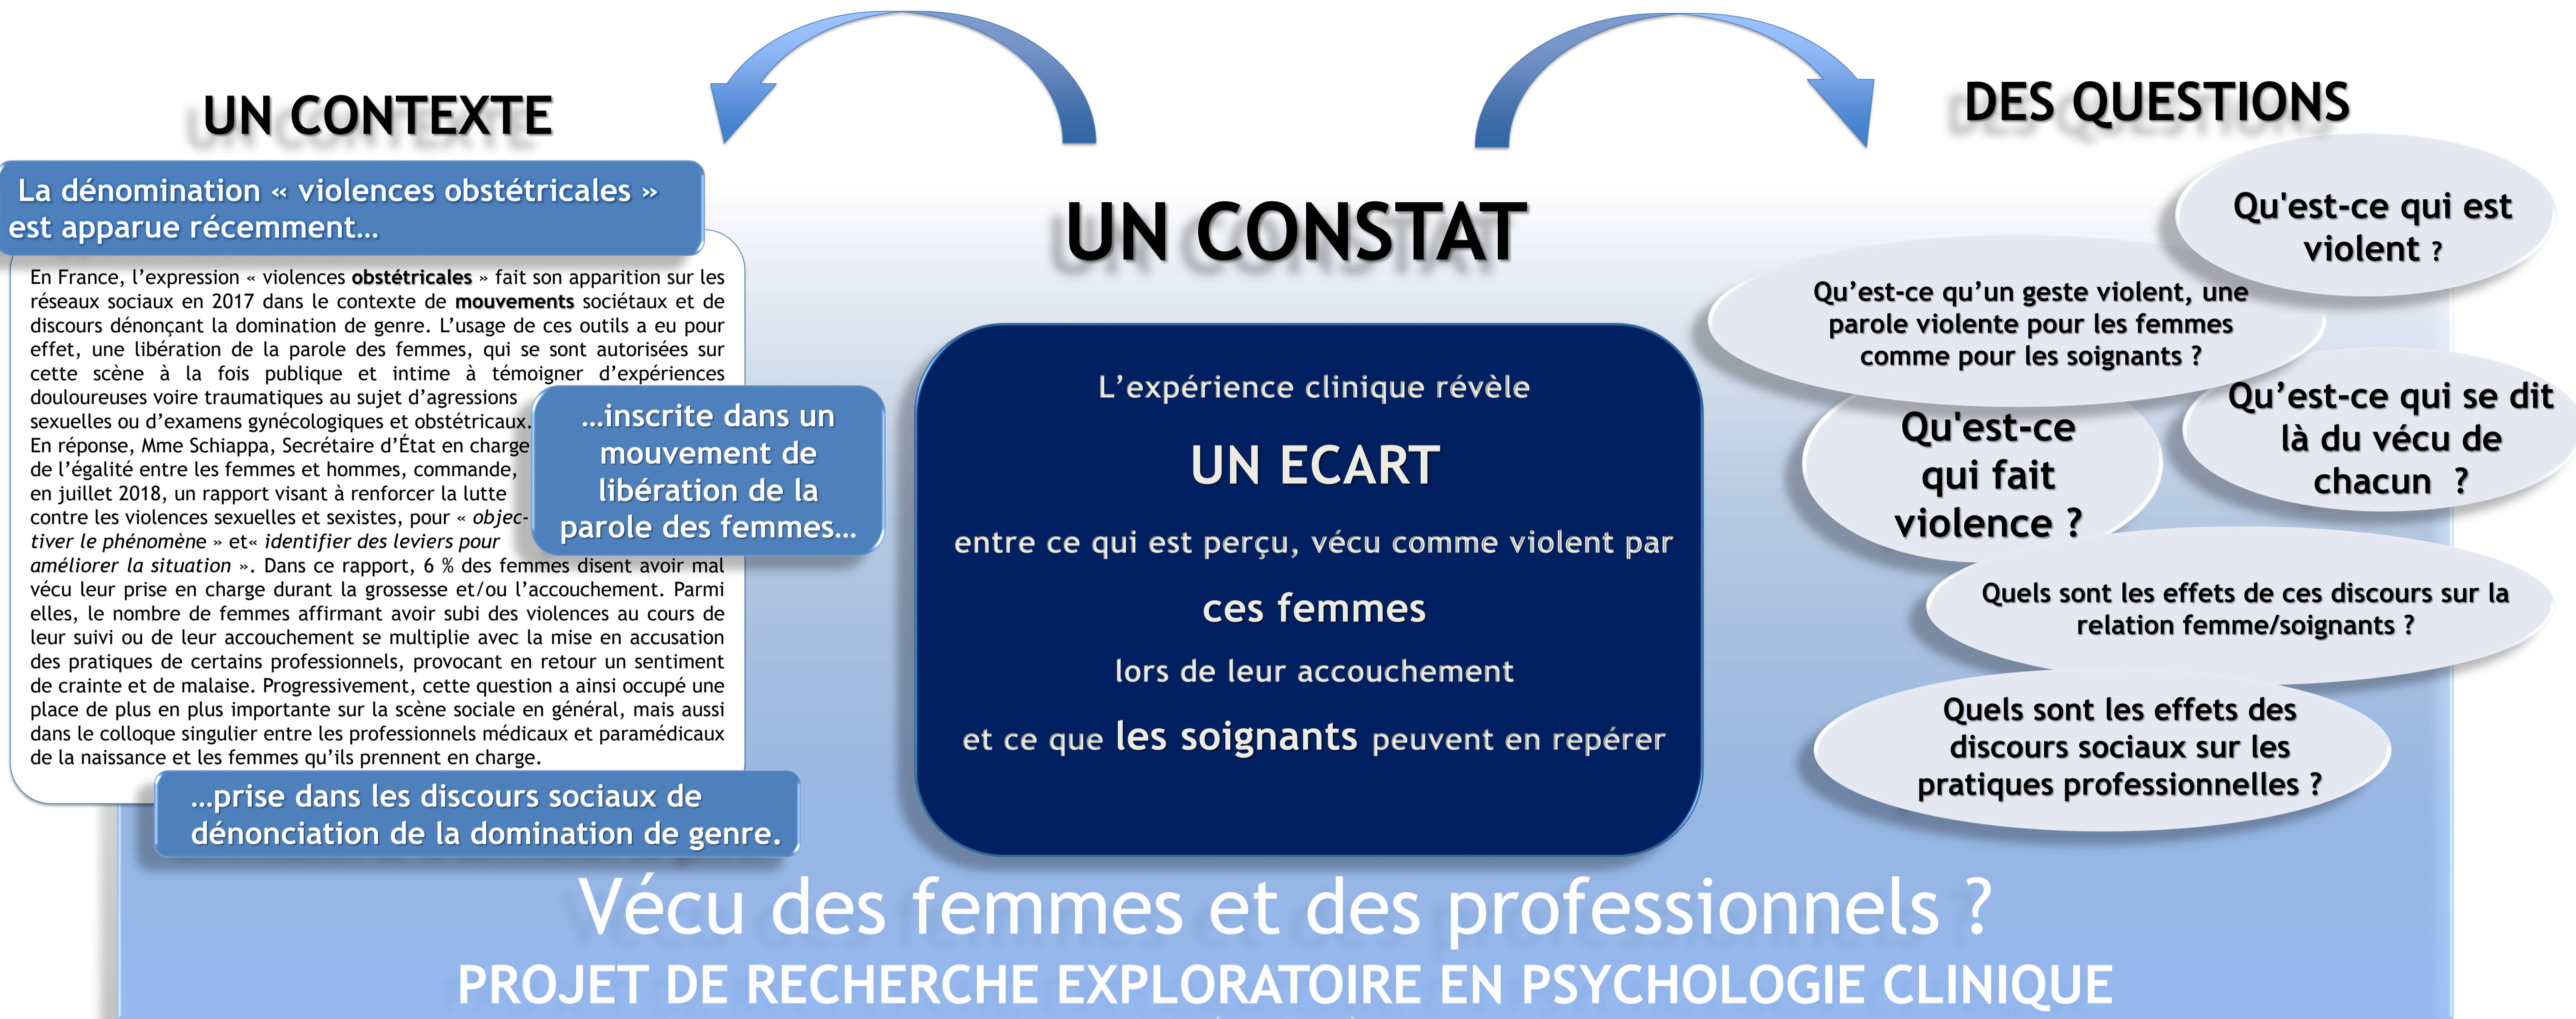 UN CONTEXTE
La dénomination « violences obstétricales »
est apparue récemment…
En France, l’expression « violences obstétricales » fait son apparition sur les
réseaux sociaux en 2017 dans le contexte de mouvements sociétaux et de
discours dénonçant la domination de genre. L’usage de ces outils a eu pour
effet, une libération de la parole des femmes, qui se sont autorisées sur
cette scène à la fois publique et intime à témoigner d’expériences
douloureuses voire traumatiques au sujet d’agressions
sexuelles ou d’examens gynécologiques et obstétricaux.
En réponse, Mme Schiappa, Secrétaire d’État en charge
de l’égalité entre les femmes et hommes, commande,
en juillet 2018, un rapport visant à renforcer la lutte
contre les violences sexuelles et sexistes, pour « objec-
tiver le phénomène » et« identifier des leviers pour
améliorer la situation ». Dans ce rapport, 6 % des femmes disent avoir mal
vécu leur prise en charge durant la grossesse et/ou l’accouchement. Parmi
elles, le nombre de femmes affirmant avoir subi des violences au cours de
leur suivi ou de leur accouchement se multiplie avec la mise en accusation
des pratiques de certains professionnels, provocant en retour un sentiment
de crainte et de malaise. Progressivement, cette question a ainsi occupé une
place de plus en plus importante sur la scène sociale en général, mais aussi
dans le colloque singulier entre les professionnels médicaux et paramédicaux
de la naissance et les femmes qu’ils prennent en charge.
…inscrite dans un
mouvement de
libération de la
parole des femmes…
…prise dans les discours sociaux de
dénonciation de la domination de genre.
UN CONSTAT
L’expérience clinique révèle
UN ECART
entre ce qui est perçu, vécu comme violent par
ces femmes
lors de leur accouchement
et ce que les soignants peuvent en repérer
DES QUESTIONS
Qu'est-ce qui est
violent ?
Qu’est-ce qu’un geste violent, une
parole violente pour les femmes
comme pour les soignants ?
Qu’est-ce qui se dit
là du vécu de
chacun ?
Qu'est-ce
qui fait
violence ?
Quels sont les effets de ces discours sur la
relation femme/soignants ?
Quels sont les effets des
discours sociaux sur les
pratiques professionnelles ?
Vécu des femmes et des professionnels ?
PROJET DE RECHERCHE EXPLORATOIRE EN PSYCHOLOGIE CLINIQUE